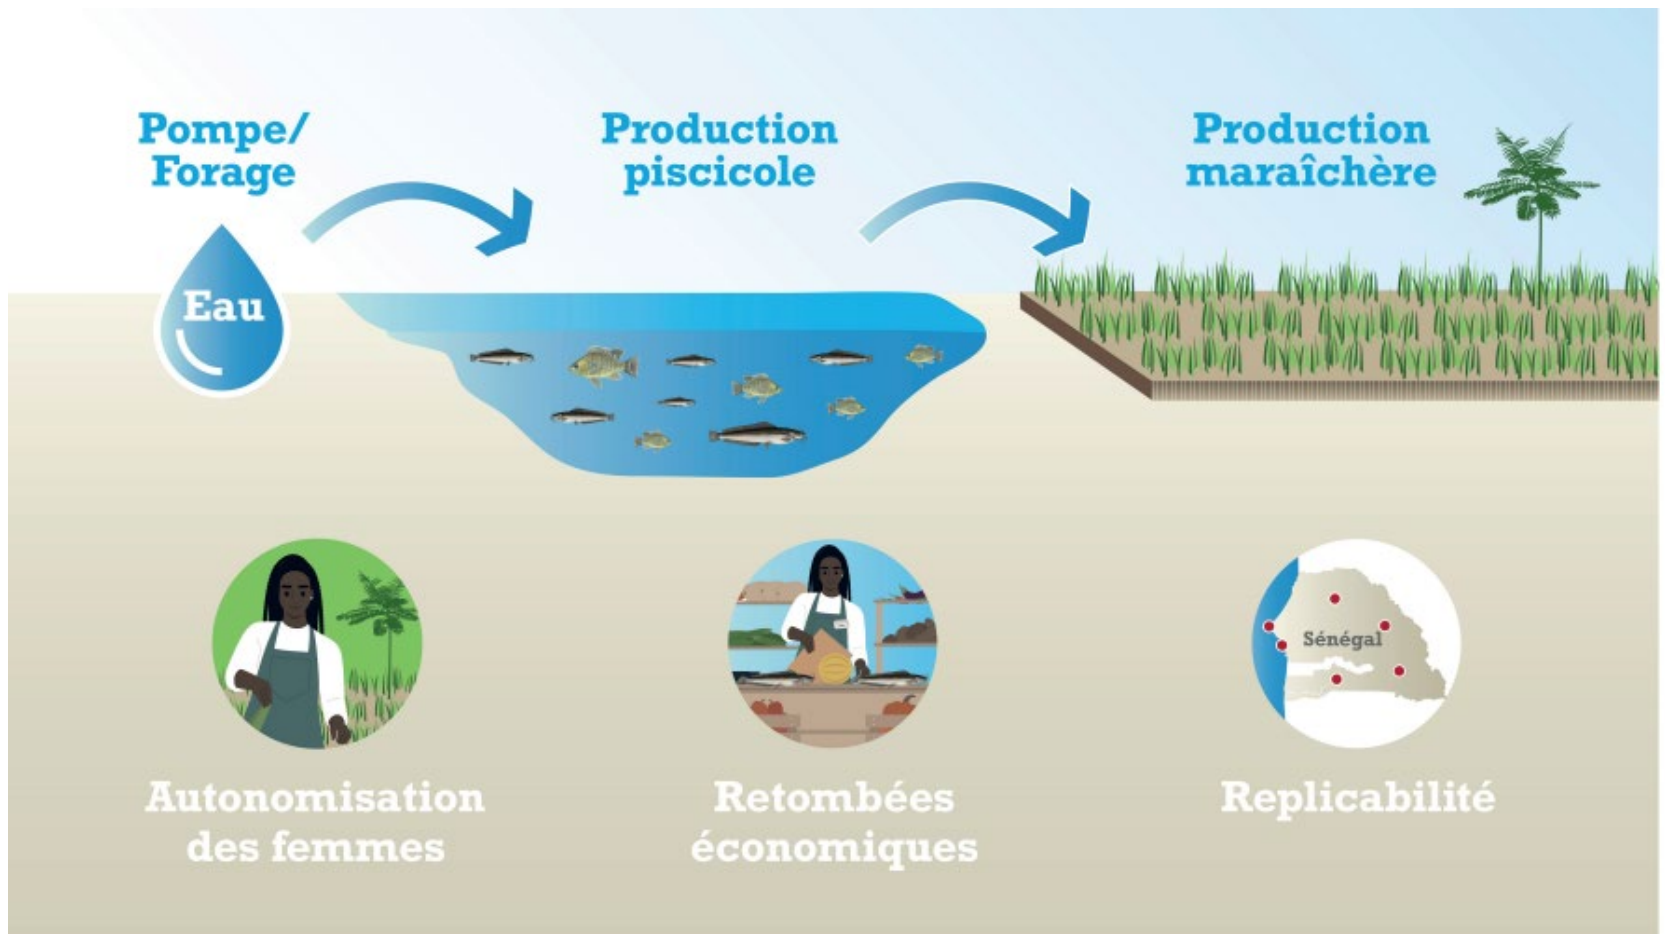 Pompe/
Forage
Production
piscicole
Production
maraîchère
Eau
Sénégal
Autonomisation
des femmes
Retombées
économiques
Replicabilité